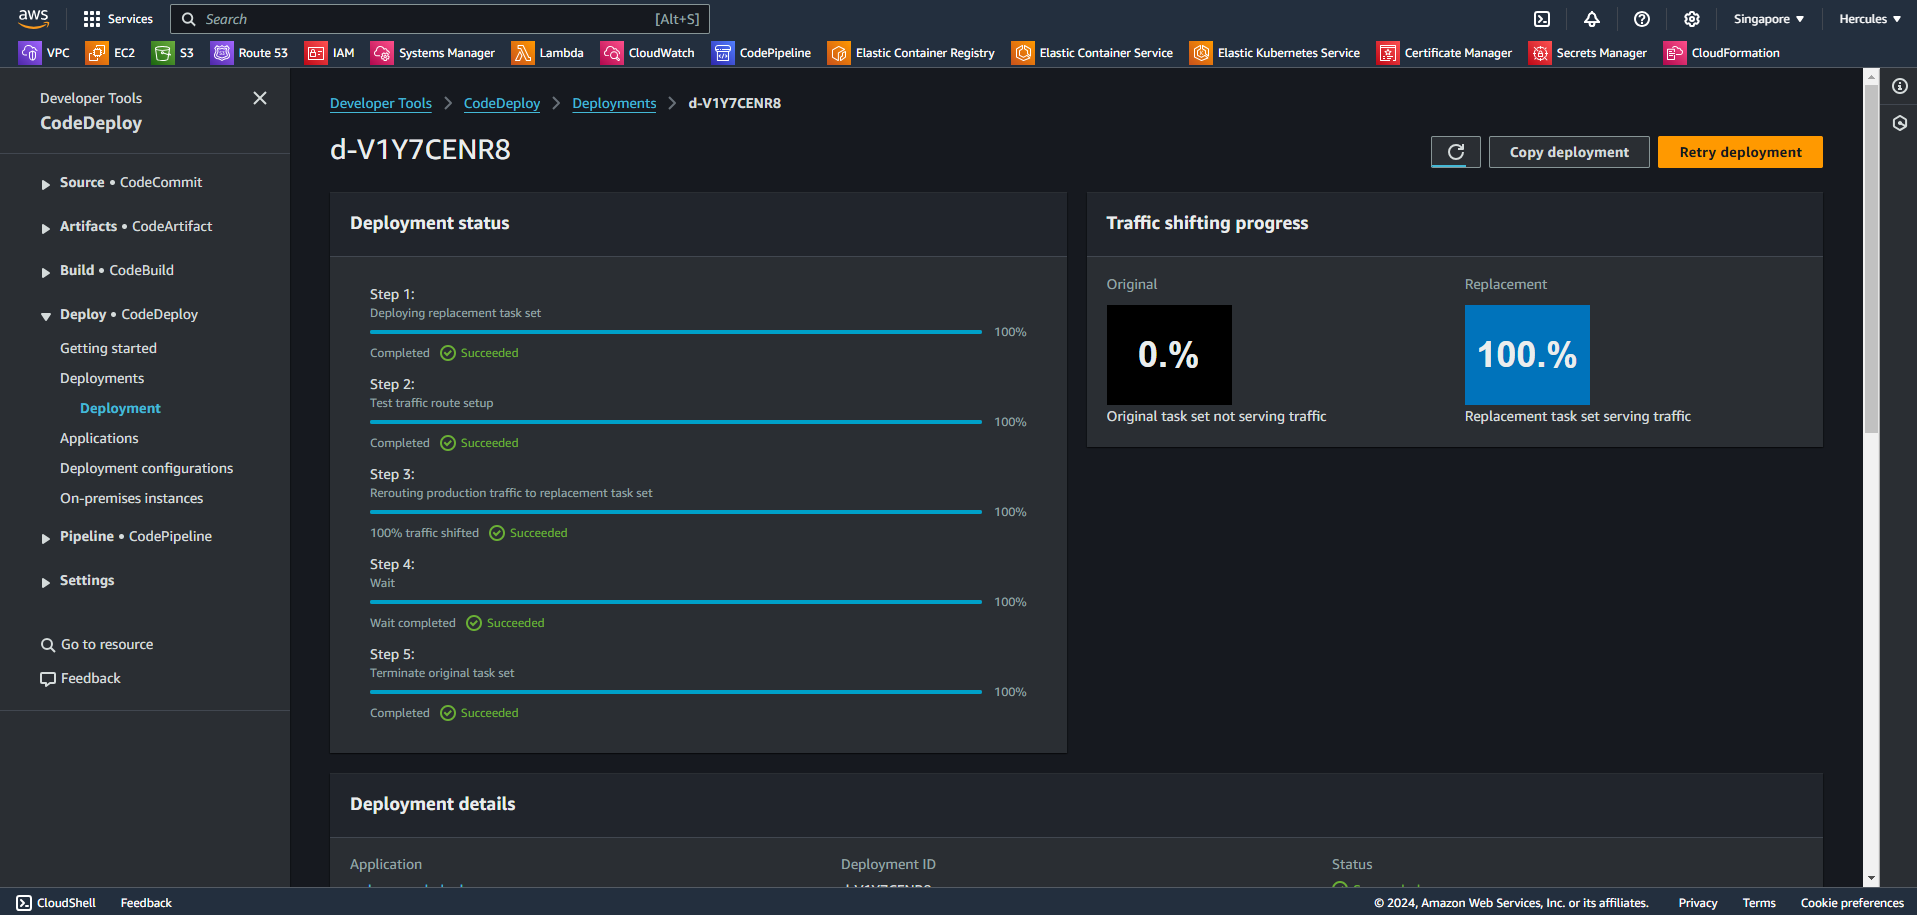 aws
Services
Search [Alt+S]
Singapore
Hercules
VPC EC2 S3 Route 53 IAM Systems Manager Lambda CloudWatch CodePipeline Elastic Container Registry Elastic Container Service Elastic Kubernetes Service Certificate Manager Secrets Manager CloudFormation
Developer Tools
CodeDeploy
Source • CodeCommit
Artifacts • CodeArtifact
Build • CodeBuild
Deploy • CodeDeploy
Getting started
Deployments
Deployment
Applications
Deployment configurations
On-premises instances
Pipeline • CodePipeline
Settings
Go to resource
Feedback
Developer Tools CodeDeploy Deployments d-V1Y7CENR8
d-V1Y7CENR8
Copy deployment
Retry deployment
Deployment status
Step 1:
Deploying replacement task set
100%
Completed Succeeded
Step 2:
Test traffic route setup
100%
Completed Succeeded
Step 3:
Rerouting production traffic to replacement task set
100%
100% traffic shifted Succeeded
Step 4:
Wait
100%
Wait completed Succeeded
Step 5:
Terminate original task set
100%
Completed Succeeded
Traffic shifting progress
Original
0.%
Original task set not serving traffic
Replacement
100.%
Replacement task set serving traffic
Deployment details
Application Deployment ID Status
d-V1Y7CENR8 Succeeded
CloudShell Feedback © 2024, Amazon Web Services, Inc. or its affiliates. Privacy Terms Cookie preferences